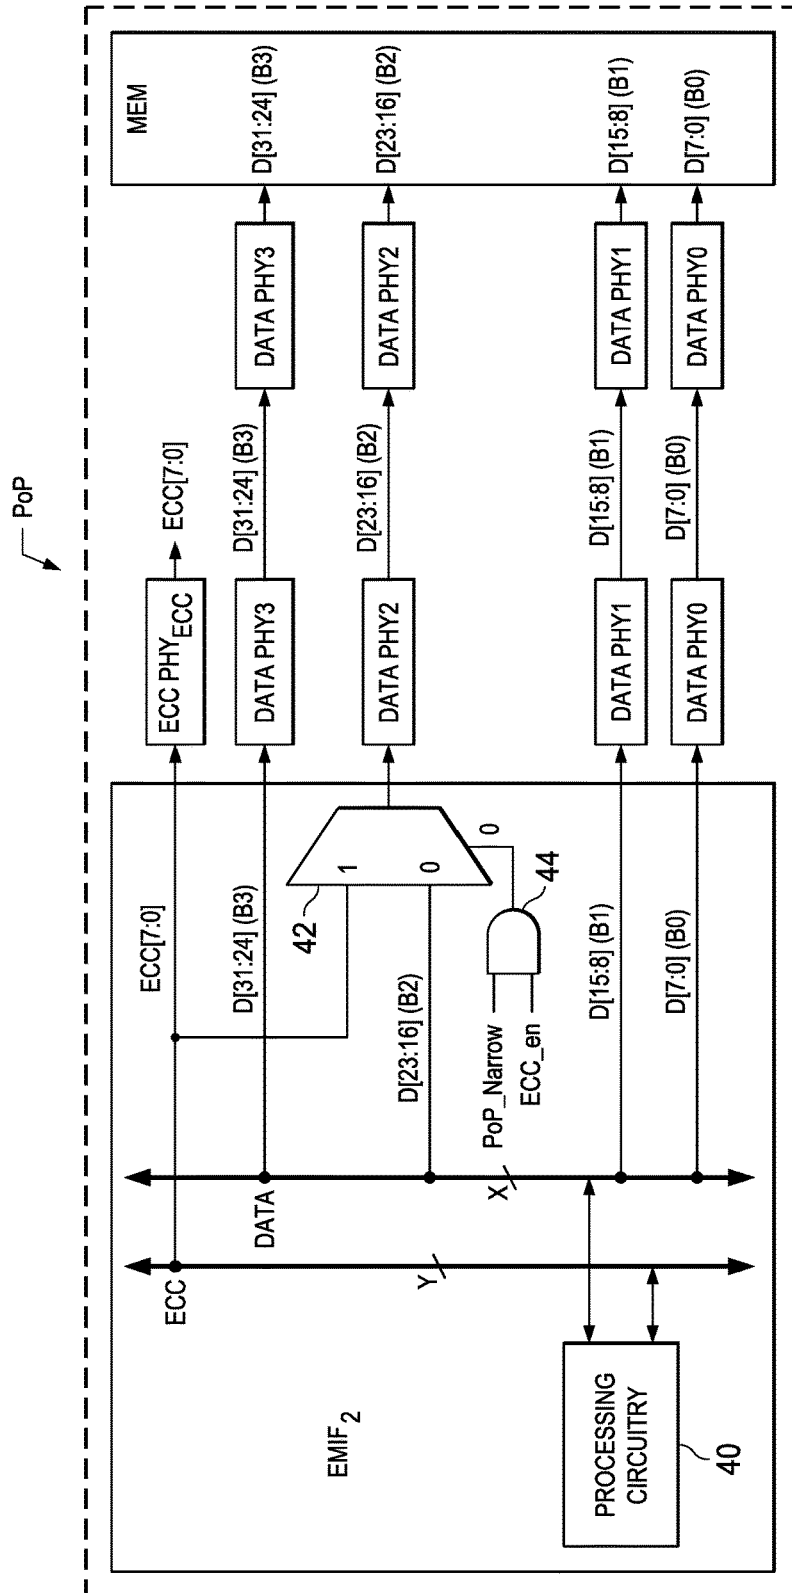 PoP
EMIF2
PROCESSING
CIRCUITRY
40
ECC
Y
DATA
X
ECC[7:0]
D[31:24] (B3)
D[23:16] (B2)
PoP_Narrow
ECC_en
44
0
42
1
0
D[15:8] (B1)
D[7:0] (B0)
ECC PHYECC
ECC[7:0]
DATA PHY3
D[31:24] (B3)
DATA PHY3
DATA PHY2
D[23:16] (B2)
DATA PHY2
DATA PHY1
D[15:8] (B1)
DATA PHY1
DATA PHY0
D[7:0] (B0)
DATA PHY0
MEM
D[31:24] (B3)
D[23:16] (B2)
D[15:8] (B1)
D[7:0] (B0)